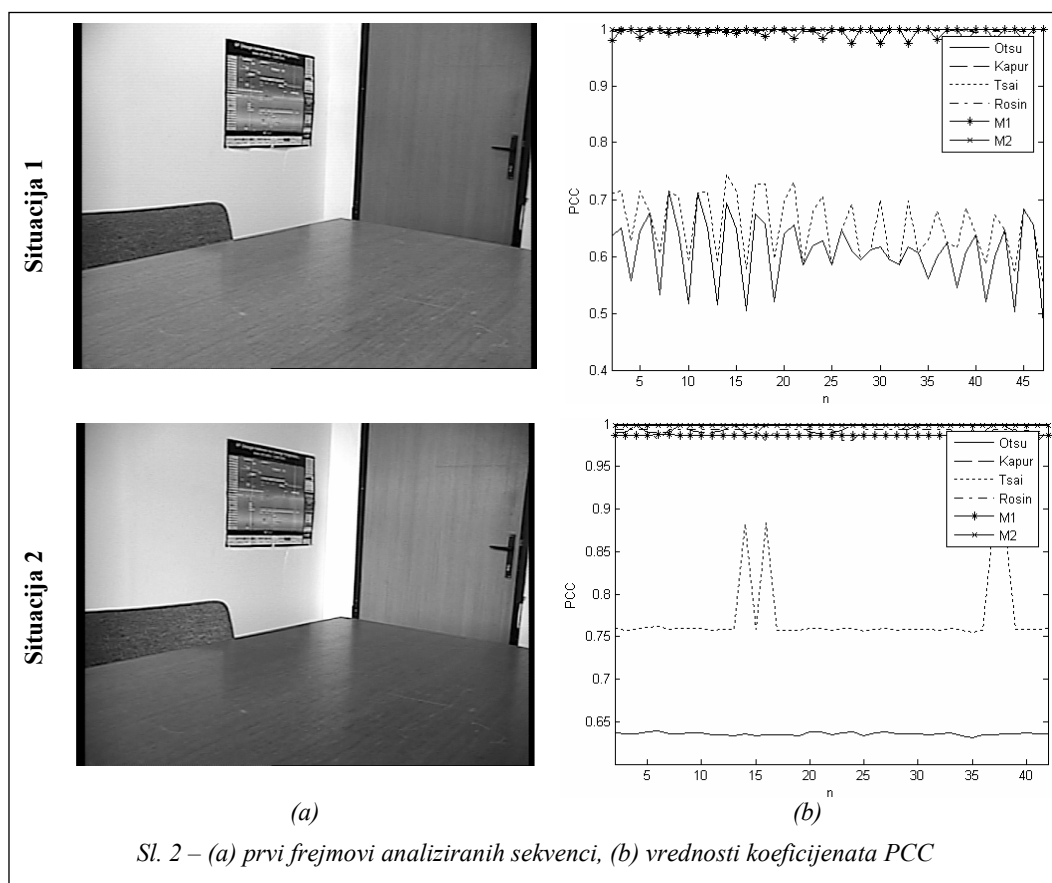 Situacija 1
1
0.9
0.8
0.7
0.6
0.5
0.4
PCC
5
10
15
20
25
30
35
40
45
n
Otsu
Kapur
Tsai
Rosin
M1
M2
Situacija 2
1
0.95
0.9
0.85
0.8
0.75
0.7
0.65
PCC
5
10
15
20
25
30
35
40
n
Otsu
Kapur
Tsai
Rosin
M1
M2
(a)
(b)
Sl. 2 – (a) prvi frejmovi analiziranih sekvenci, (b) vrednosti koeficijenata PCC